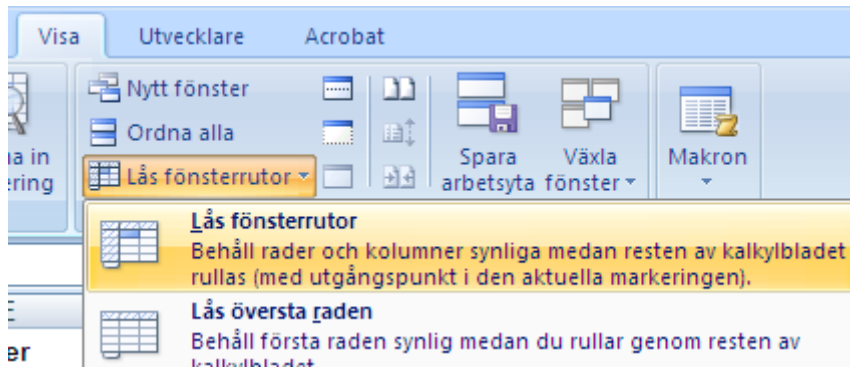 Visa Utvecklare Acrobat
Nytt fönster
Ordna alla
Lås fönsterrutor
Spara arbetsyta
Växla fönster
Makron
Lås fönsterrutor
Behåll rader och kolumner synliga medan resten av kalkylbladet
rullas (med utgångspunkt i den aktuella markeringen).
Lås översta raden
Behåll första raden synlig medan du rullar genom resten av
kalkylbladet.